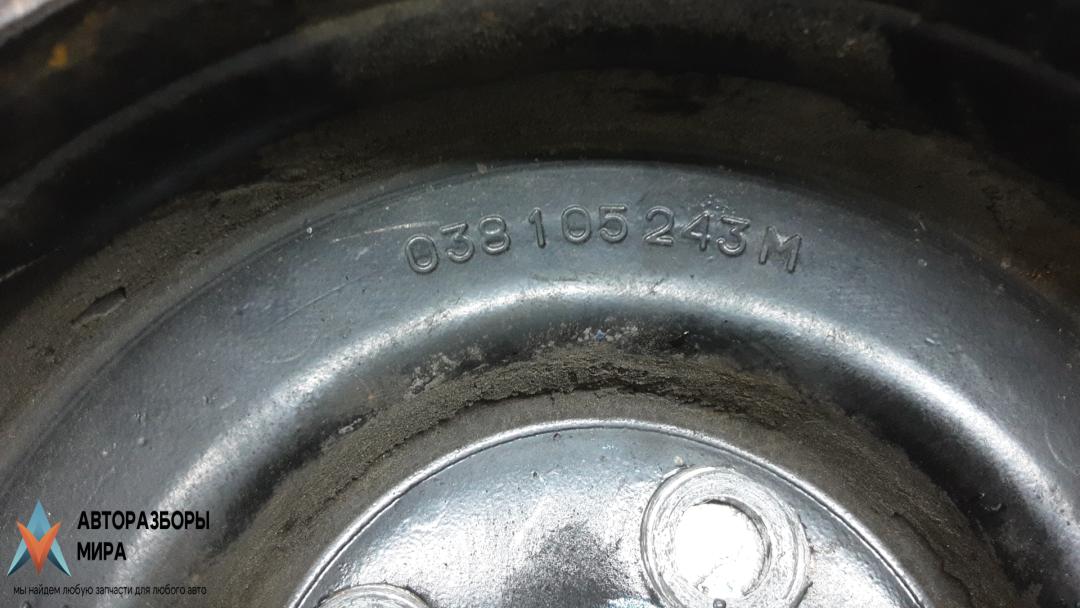 038 105 243 M
АВТОРАЗБОРЫ
МИРА
мы найдем любую запчасти для любого авто